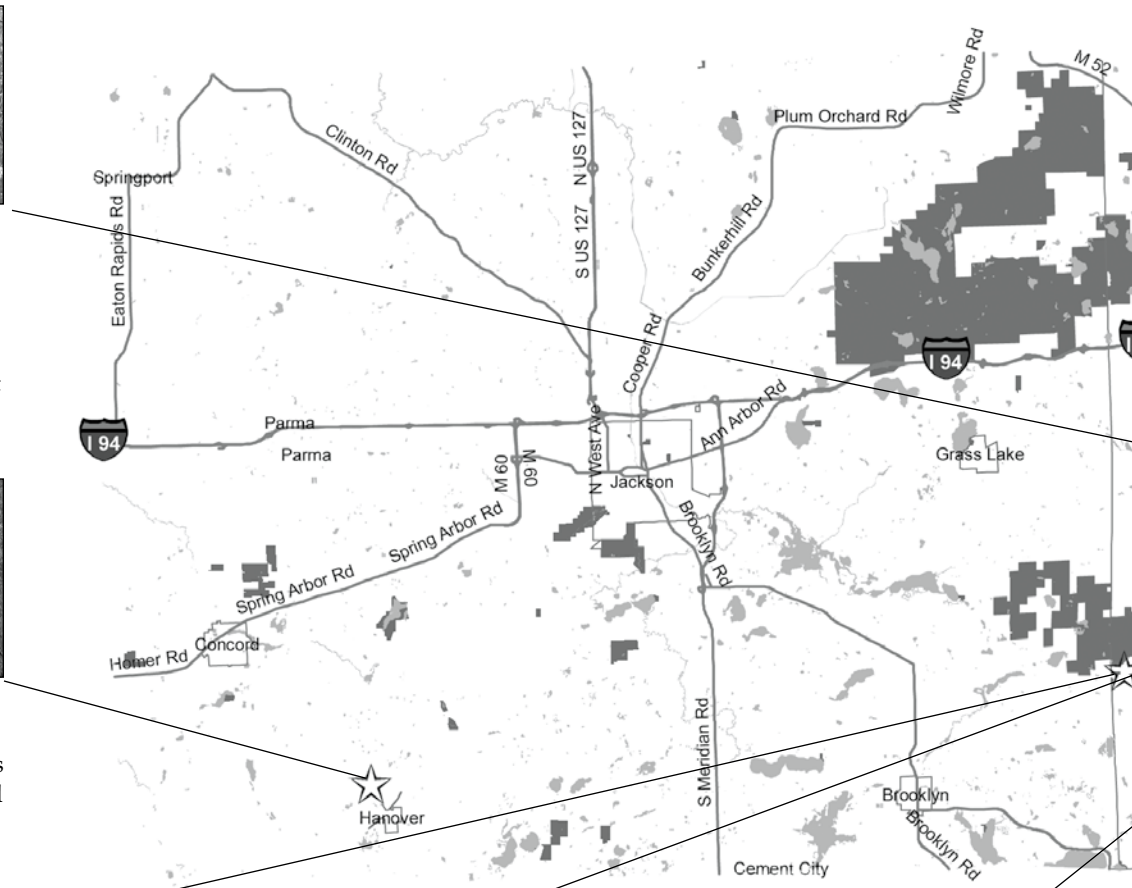 M 52
Wilmore Rd
Plum Orchard Rd
N US 127
Clinton Rd
Springport
Eaton Rapids Rd
S US 127
Bunkerhill Rd
Cooper Rd
I 94
Ann Arbor Rd
Parma
I 94
Parma
N West Ave
Grass Lake
M 60
M 60
Jackson
Spring Arbor Rd
Brooklyn Rd
Spring Arbor Rd
Concord
Homer Rd
S Meridian Rd
s
Brooklyn
Hanover
Brooklyn Rd
Cement City